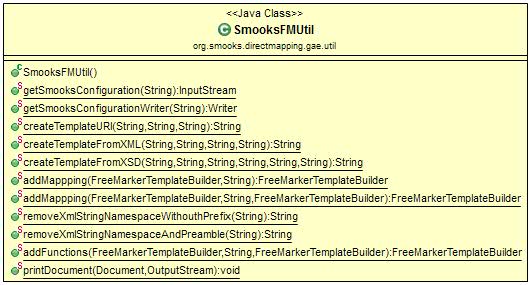 <<Java Class>>
SmooksFMUtil
org.smooks.directmapping.gae.util
SmooksFMUtil()
getSmooksConfiguration(String):InputStream
getSmooksConfigurationWriter(String):Writer
createTemplateURI(String,String,String):String
createTemplateFromXML(String,String,String,String):String
createTemplateFromXSD(String,String,String,String,String,String):String
addMappping(FreeMarkerTemplateBuilder,String):FreeMarkerTemplateBuilder
addMappping(FreeMarkerTemplateBuilder,String,FreeMarkerTemplateBuilder):FreeMarkerTemplateBuilder
removeXmlStringNamespaceWithouthPrefix(String):String
removeXmlStringNamespaceAndPreamble(String):String
addFunctions(FreeMarkerTemplateBuilder,String,FreeMarkerTemplateBuilder):FreeMarkerTemplateBuilder
printDocument(Document,OutputStream):void